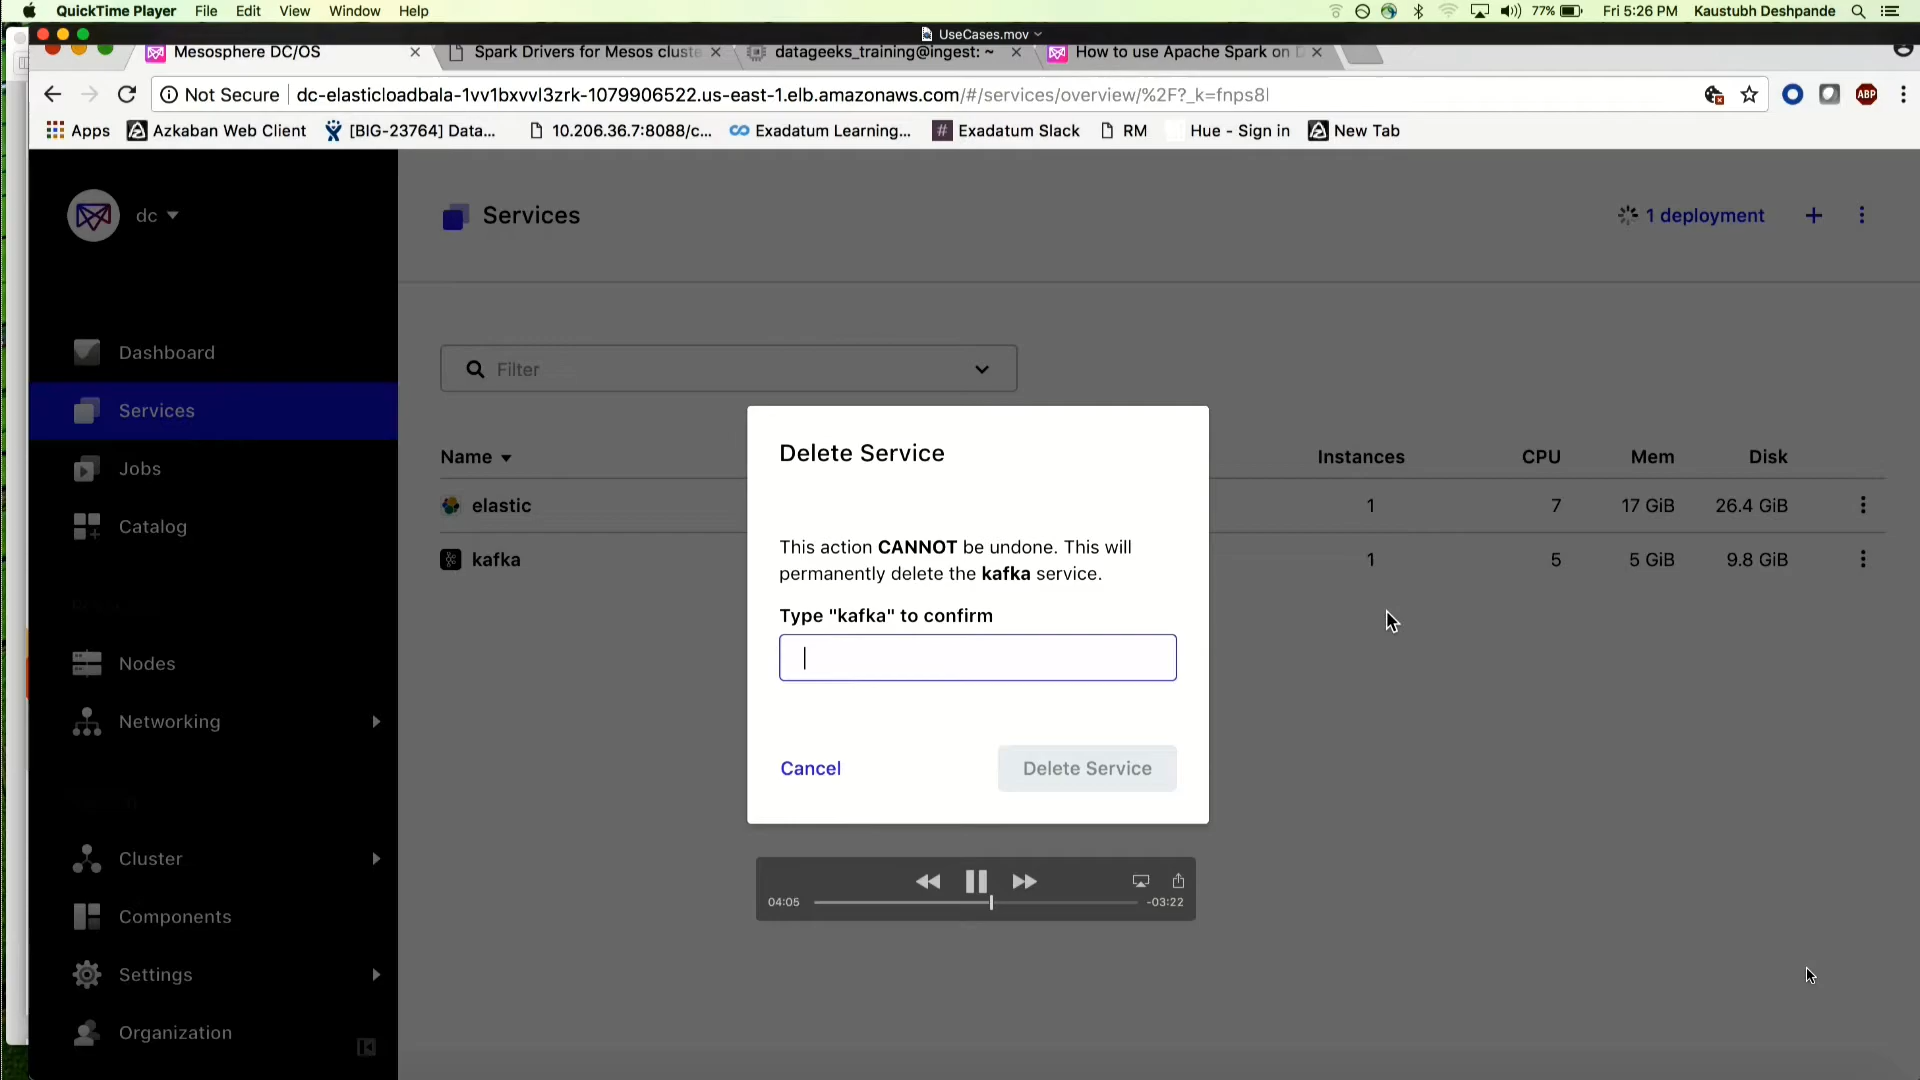 QuickTime Player File Edit View Window Help 77% Fri 5:26 PM Kaustubh Deshpande
UseCases.mov
Mesosphere DC/OS
Spark Drivers for Mesos cluste
datageeks_training@ingest: ~
How to use Apache Spark on D
Not Secure dc-elasticloadbala-1vv1bxvvl3zrk-1079906522.us-east-1.elb.amazonaws.com/#/services/overview/%2F?_k=fnps8l
Apps Azkaban Web Client [BIG-23764] Data... 10.206.36.7:8088/c... Exadatum Learning... Exadatum Slack RM Hue - Sign in New Tab
dc
Services
1 deployment
Dashboard
Services
Jobs
Catalog
Nodes
Networking
Cluster
Components
Settings
Organization
Filter
Name Instances CPU Mem Disk
elastic 1 7 17 GiB 26.4 GiB
kafka 1 5 5 GiB 9.8 GiB
Delete Service
This action CANNOT be undone. This will
permanently delete the kafka service.
Type "kafka" to confirm
Cancel Delete Service
04:05 -03:22